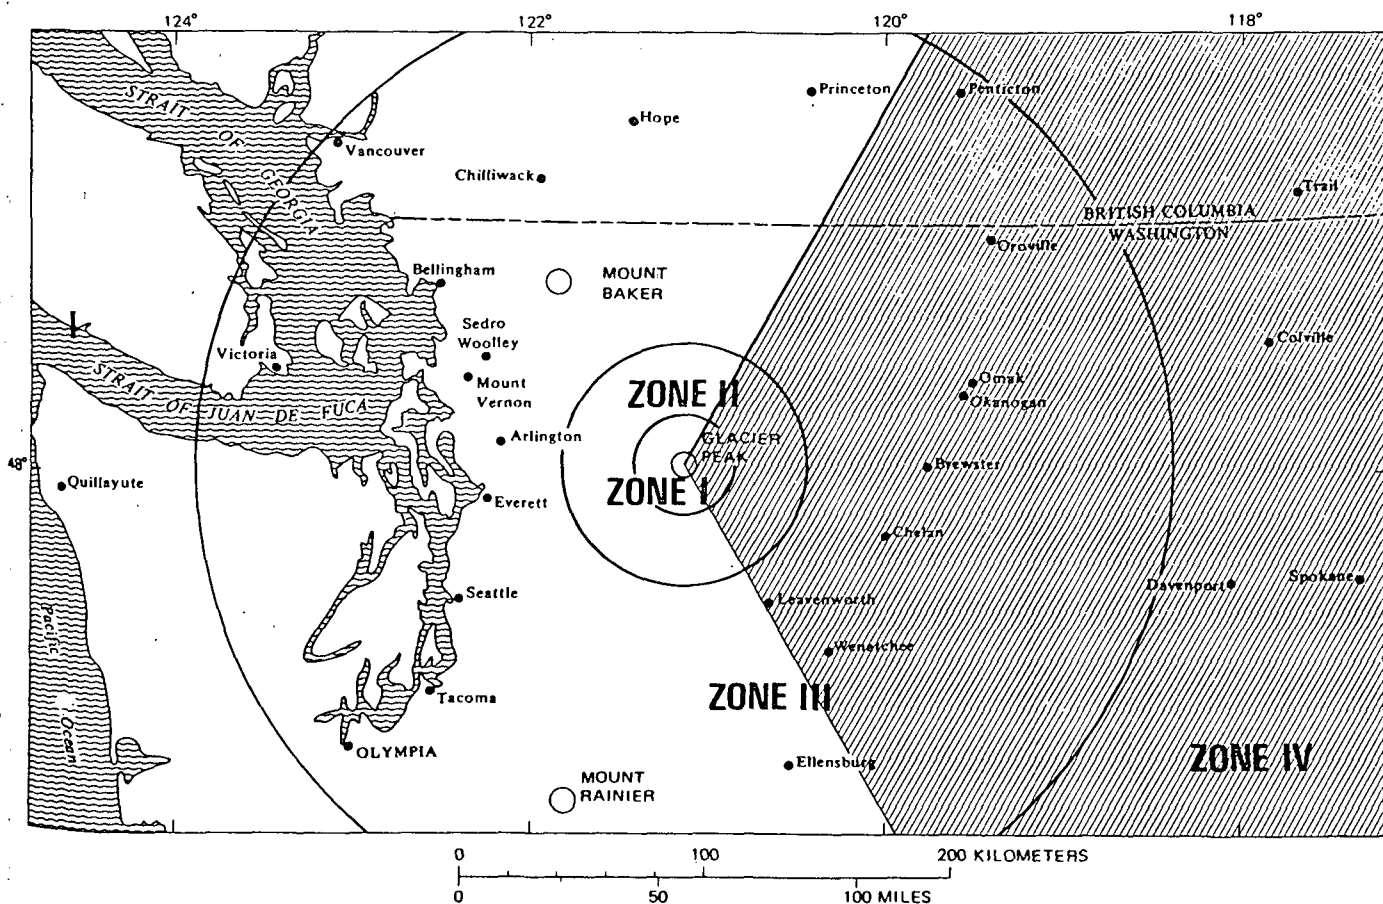 124°
122°
120°
118°
STRAIT OF GEORGIA
Vancouver
Hope
Princeton
Penticton
Chilliwack
Trail
BRITISH COLUMBIA
WASHINGTON
Oroville
Bellingham
MOUNT
BAKER
Sedro
Woolley
Victoria
Mount
Vernon
Colville
STRAIT OF JUAN DE FUCA
ZONE II
Omak
Okanogan
Arlington
GLACIER
PEAK
48°
Quillayute
Brewster
ZONE I
Everett
Chelan
Seattle
Leavenworth
Davenport
Spokane
Pacific
Ocean
Wenatchee
Tacoma
ZONE III
OLYMPIA
Ellensburg
ZONE IV
MOUNT
RAINIER
0 100 200 KILOMETERS
0 50 100 MILES